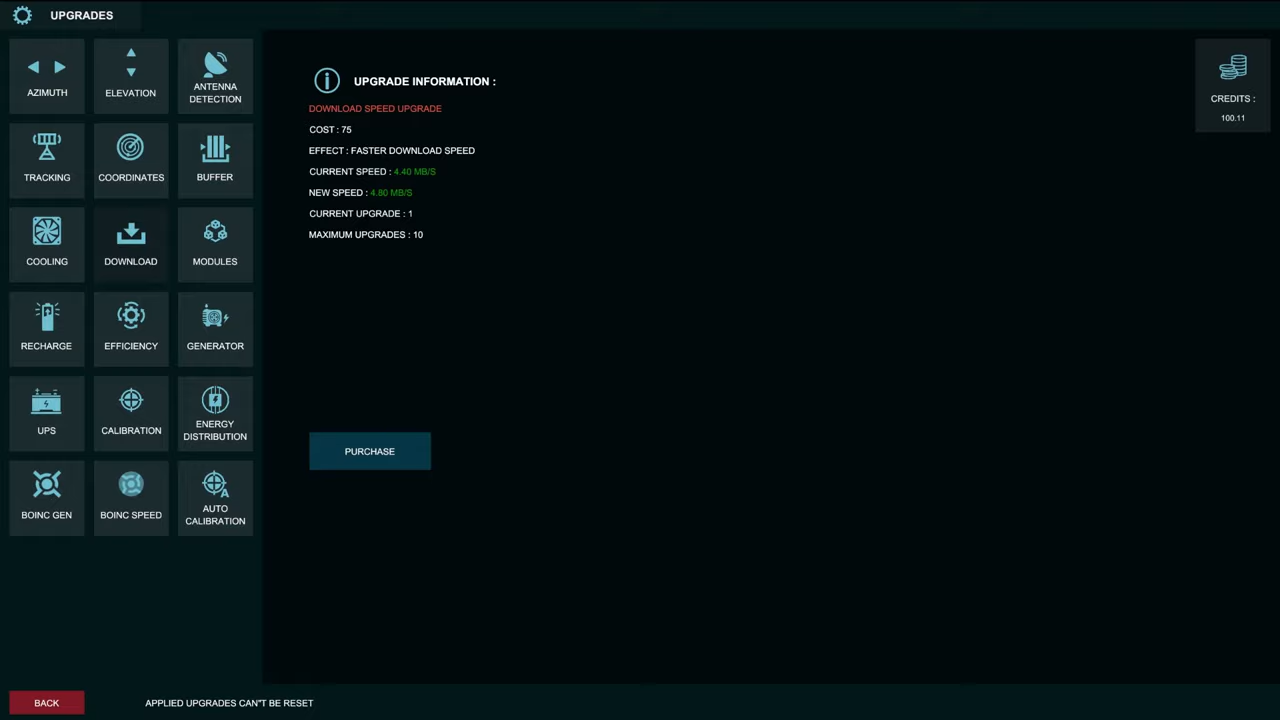 UPGRADES
AZIMUTH
ELEVATION
ANTENNA
DETECTION
TRACKING
COORDINATES
BUFFER
COOLING
DOWNLOAD
MODULES
RECHARGE
EFFICIENCY
GENERATOR
UPS
CALIBRATION
ENERGY
DISTRIBUTION
BOINC GEN
BOINC SPEED
AUTO
CALIBRATION
UPGRADE INFORMATION :
DOWNLOAD SPEED UPGRADE
COST : 75
EFFECT : FASTER DOWNLOAD SPEED
CURRENT SPEED : 4.40 MB/S
NEW SPEED : 4.80 MB/S
CURRENT UPGRADE : 1
MAXIMUM UPGRADES : 10
PURCHASE
CREDITS :
100.11
BACK
APPLIED UPGRADES CAN"T BE RESET